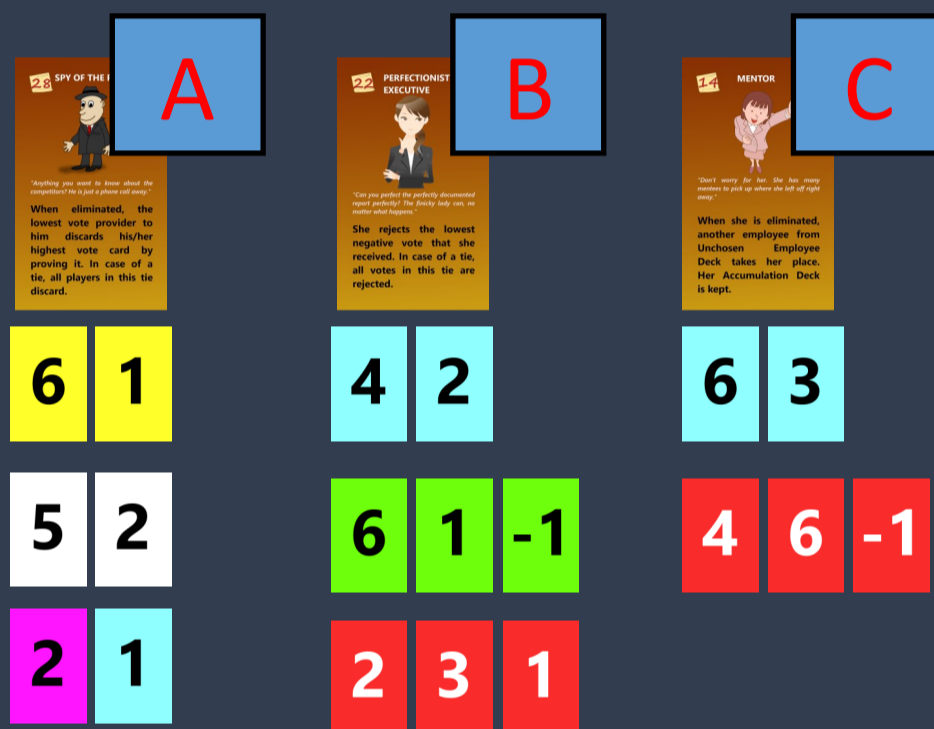 28 SPY OF THE
A
"Anything you want to know about the
competitors? He is just a phone call away."
When eliminated, the
lowest vote provider to
him discards his/her
highest vote card by
proving it. In case of a
tie, all players in this tie
discard.
6 1
5 2
2 1
22 PERFECTIONIST
EXECUTIVE
B
"Can you perfect the perfectly documented
report perfectly? The finicky lady can, no
matter what happens."
She rejects the lowest
negative vote that she
received. In case of a tie,
all votes in this tie are
rejected.
4 2
6 1 -1
2 3 1
14 MENTOR
C
"Don't worry for her. She has many
mentees to pick up where she left off right
away."
When she is eliminated,
another employee from
Unchosen Employee
Deck takes her place.
Her Accumulation Deck
is kept.
6 3
4 6 -1